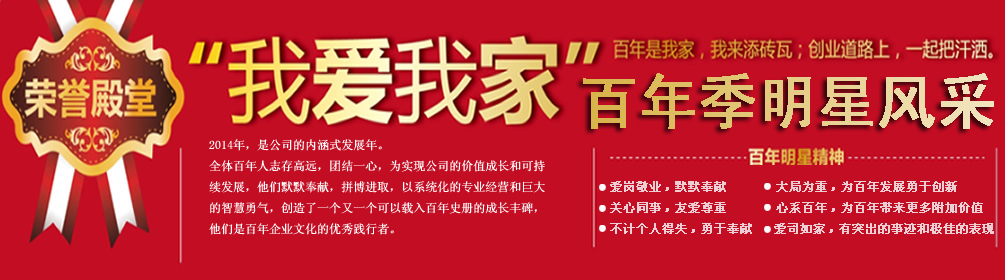 荣誉殿堂
“我爱我家”
百年是我家，我来添砖瓦；创业道路上，一起把汗洒。
百年季明星风采
2014年，是公司的内涵式发展年。
全体百年人志存高远，团结一心，为实现公司的价值成长和可持
续发展，他们默默奉献，拼博进取，以系统化的专业经营和巨大
的智慧勇气，创造了一个又一个可以载入百年史册的成长丰碑，
他们是百年企业文化的优秀践行者。
百年明星精神
●爱岗敬业，默默奉献
●关心同事，友爱尊重
●不计个人得失，勇于奉献
●大局为重，为百年发展勇于创新
●心系百年，为百年带来更多附加价值
●爱司如家，有突出的事迹和极佳的表现